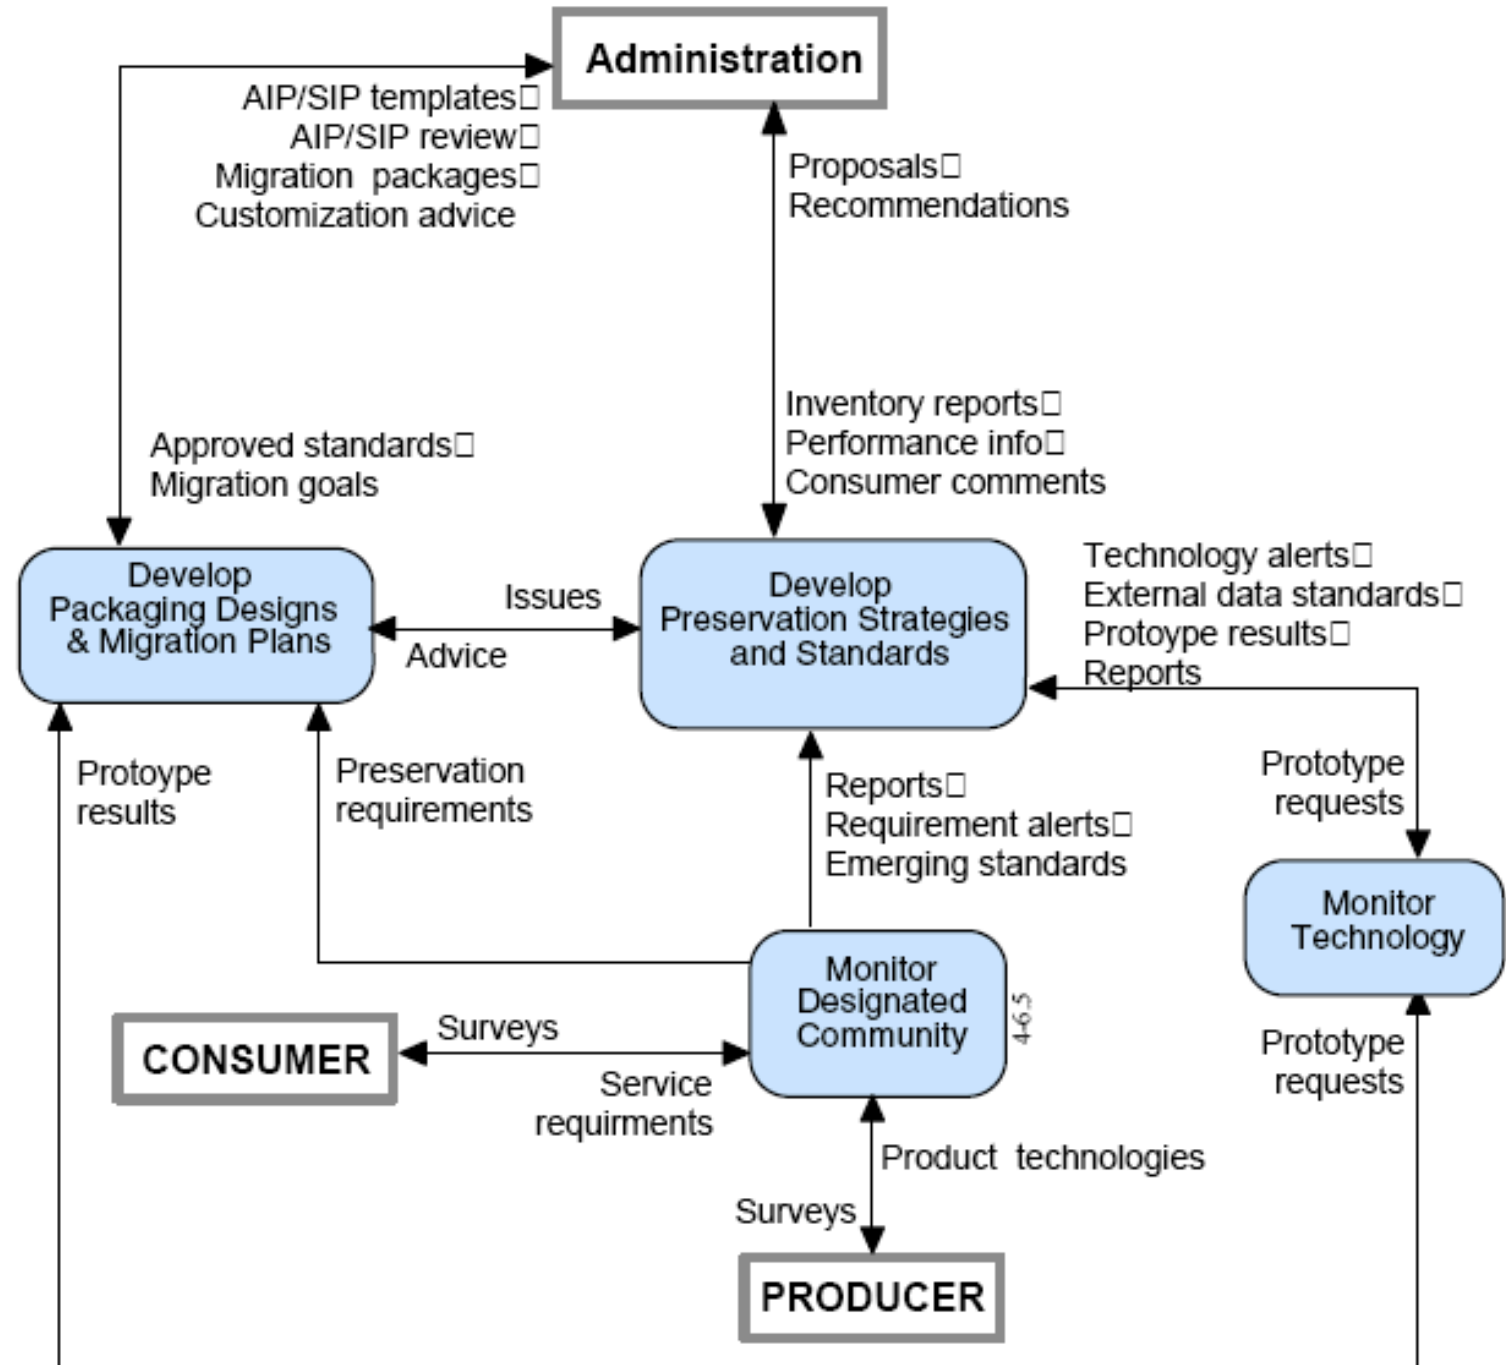 Administration
AIP/SIP templates□
AIP/SIP review□
Migration packages□
Customization advice
Proposals□
Recommendations
Inventory reports□
Performance info□
Consumer comments
Approved standards□
Migration goals
Develop
Packaging Designs
& Migration Plans
Issues
Advice
Develop
Preservation Strategies
and Standards
Technology alerts□
External data standards□
Protoype results□
Reports
Protoype
results
Preservation
requirements
Reports□
Requirement alerts□
Emerging standards
Prototype
requests
Monitor
Technology
Monitor
Designated
Community
4-6.5
CONSUMER
Surveys
Service
requirments
Prototype
requests
Product technologies
Surveys
PRODUCER